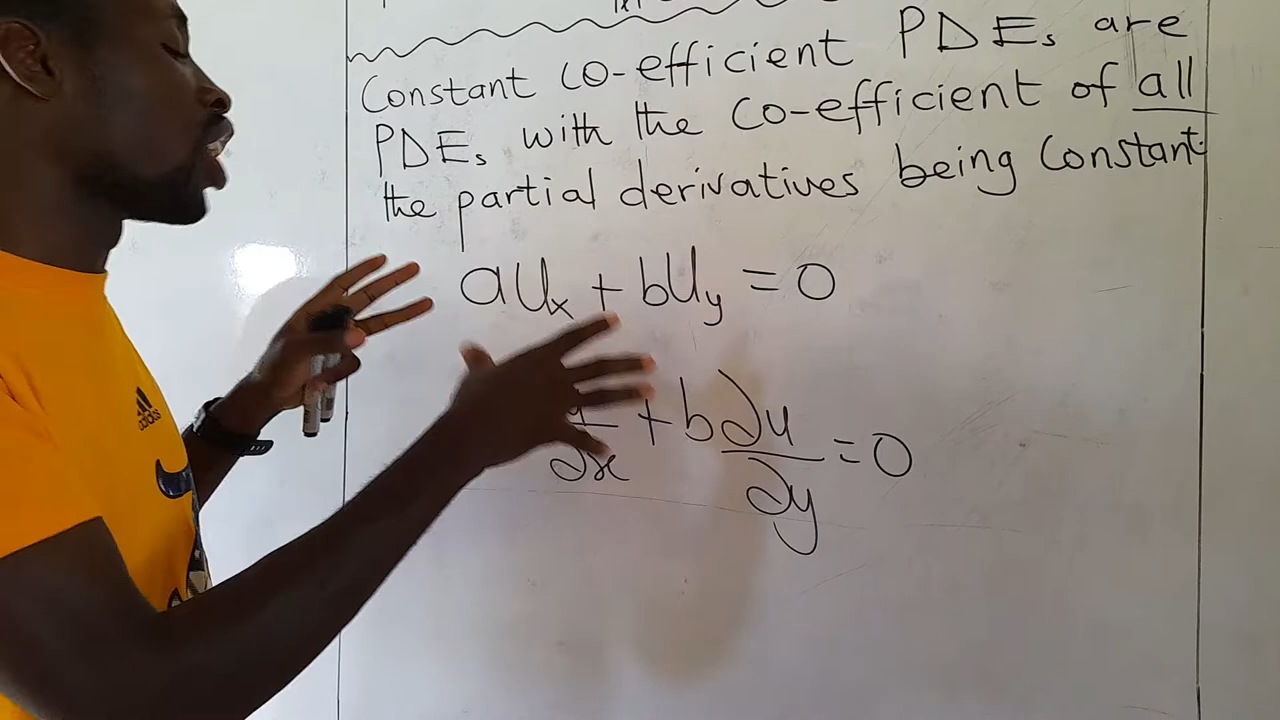 Constant co-efficient PDEs are
PDEs with the co-efficient of all
the partial derivatives being constant.
aUx + bUy = 0
∂x + b∂u/∂y = 0
adidas